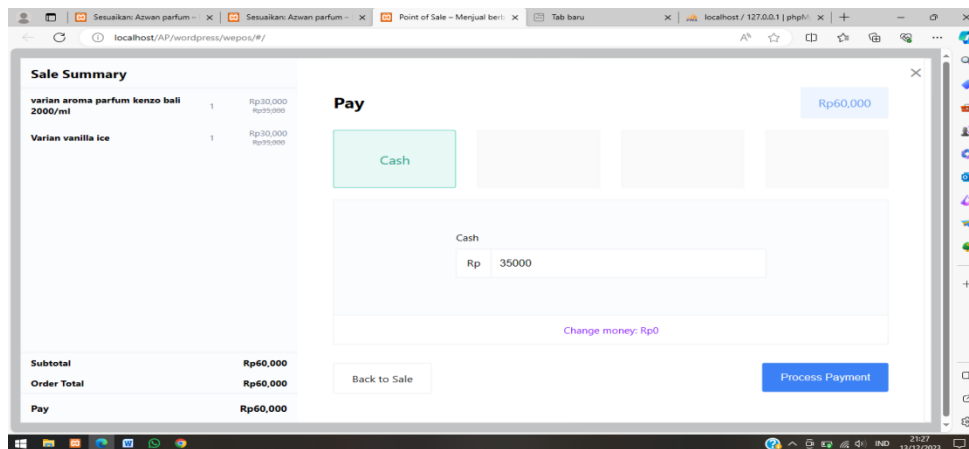 Sesuaikan: Azwan parfum –
Sesuaikan: Azwan parfum –
Point of Sale – Menjual berb
Tab baru
localhost / 127.0.0.1 | phpM
localhost/AP/wordpress/wepos/#/
Sale Summary
varian aroma parfum kenzo bali 2000/ml
1
Rp30,000
Rp35,000
Varian vanilla ice
1
Rp30,000
Rp35,000
Subtotal
Rp60,000
Order Total
Rp60,000
Pay
Rp60,000
Pay
Rp60,000
Cash
Cash
Rp
35000
Change money: Rp0
Back to Sale
Process Payment
IND
21:27
13/12/2023